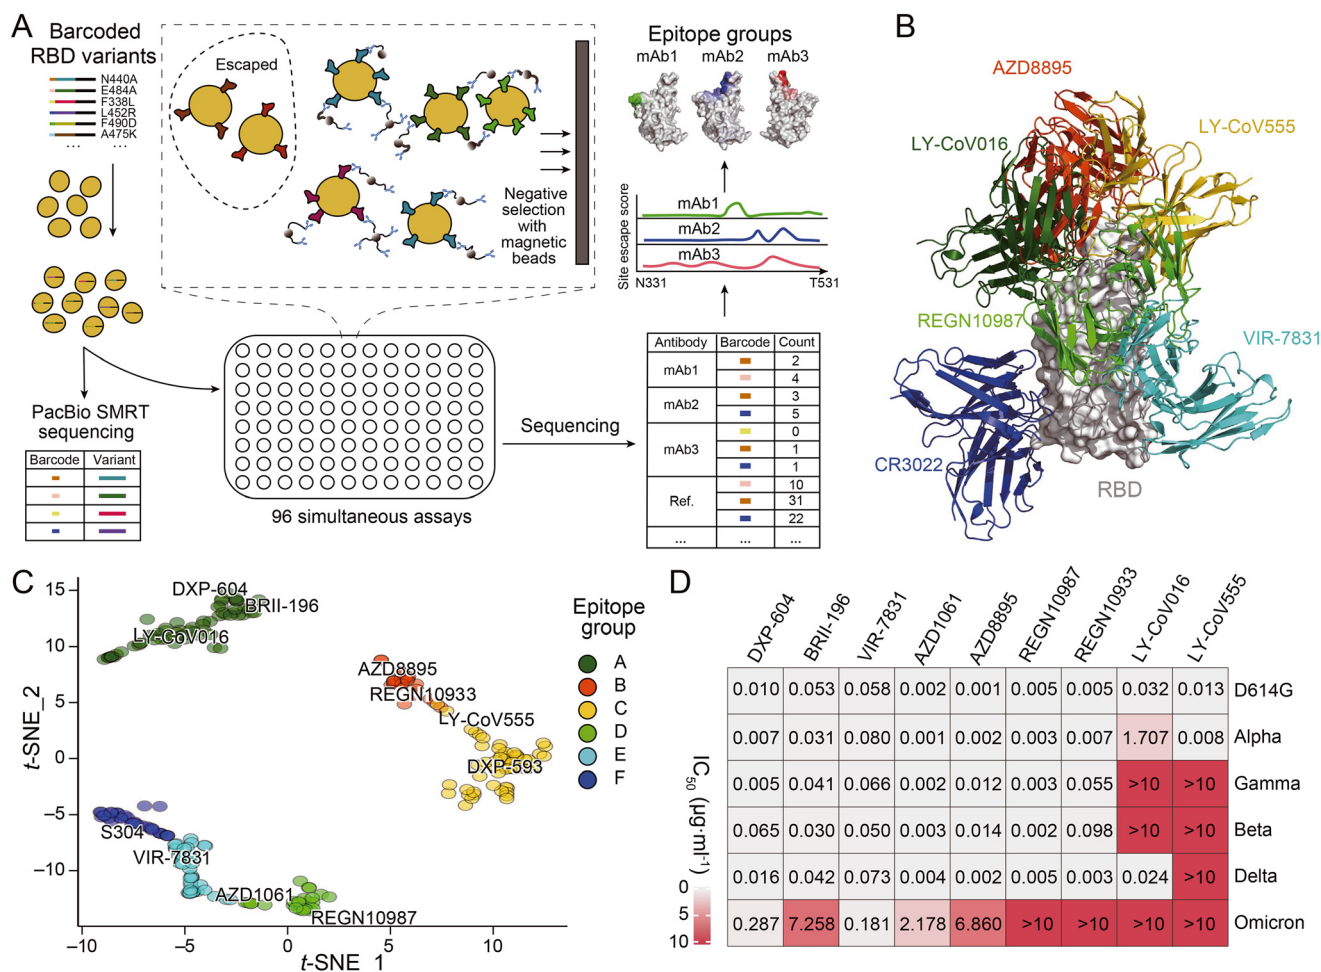 A
Barcoded
RBD variants
N440A
E484A
F338L
L452R
F490D
A475K
... ...
Escaped
Negative
selection
with
magnetic
beads
PacBio SMRT
sequencing
Barcode Variant
96 simultaneous assays
Sequencing
Epitope groups
mAb1 mAb2 mAb3
Site escape score
mAb1
mAb2
mAb3
N331 T531
Antibody Barcode Count
mAb1 2
4
mAb2 3
5
mAb3 0
1
1
Ref. 10
31
22
... ... ...
B
AZD8895
LY-CoV555
LY-CoV016
REGN10987
VIR-7831
CR3022
RBD
C
DXP-604
BRII-196
LY-CoV016
AZD8895
REGN10933
LY-CoV555
DXP-593
S304
VIR-7831
AZD1061
REGN10987
15
10
5
0
−5
−10
t-SNE_2
−10 −5 0 5 10
t-SNE_1
Epitope
group
A
B
C
D
E
F
D
DXP-604 BRII-196 VIR-7831 AZD1061 AZD8895 REGN10987 REGN10933 LY-CoV016 LY-CoV555
0.010 0.053 0.058 0.002 0.001 0.005 0.005 0.032 0.013 D614G
0.007 0.031 0.080 0.001 0.002 0.003 0.007 1.707 0.008 Alpha
0.005 0.041 0.066 0.002 0.012 0.003 0.055 >10 >10 Gamma
0.065 0.030 0.050 0.003 0.014 0.002 0.098 >10 >10 Beta
0.016 0.042 0.073 0.004 0.002 0.005 0.003 0.024 >10 Delta
0.287 7.258 0.181 2.178 6.860 >10 >10 >10 >10 Omicron
IC50 (µg·ml⁻¹)
0
5
10